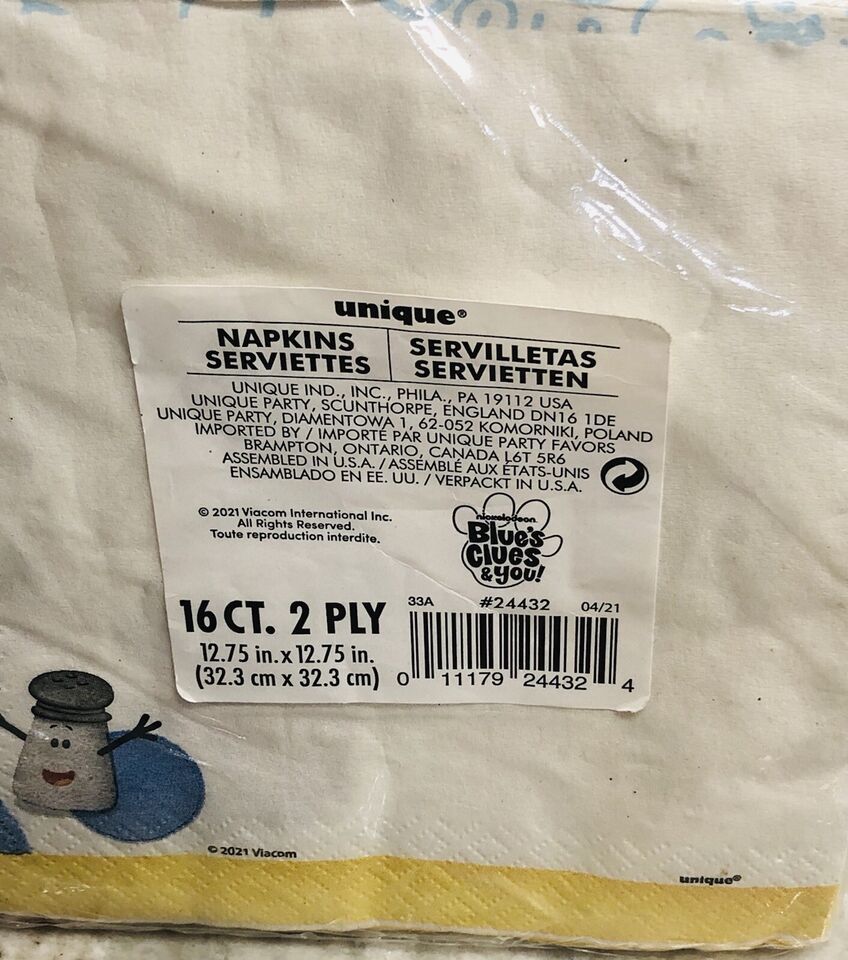 unique®
NAPKINS
SERVIETTES
SERVILLETAS
SERVIETTEN
UNIQUE IND., INC., PHILA., PA 19112 USA
UNIQUE PARTY, SCUNTHORPE, ENGLAND DN16 1DE
UNIQUE PARTY, DIAMENTOWA 1, 62-052 KOMORNIKI, POLAND
IMPORTED BY / IMPORTÉ PAR UNIQUE PARTY FAVORS
BRAMPTON, ONTARIO, CANADA L6T 5R6
ASSEMBLED IN U.S.A. / ASSEMBLÉ AUX ÉTATS-UNIS
ENSAMBLADO EN EE. UU. / VERPACKT IN U.S.A.
© 2021 Viacom International Inc.
All Rights Reserved.
Toute reproduction interdite.
nickelodeon
Blue's
Clues
& YOU!
16 CT. 2 PLY
12.75 in. x 12.75 in.
(32.3 cm x 32.3 cm)
33A #24432 04/21
0 11179 24432 4
© 2021 Viacom
unique®